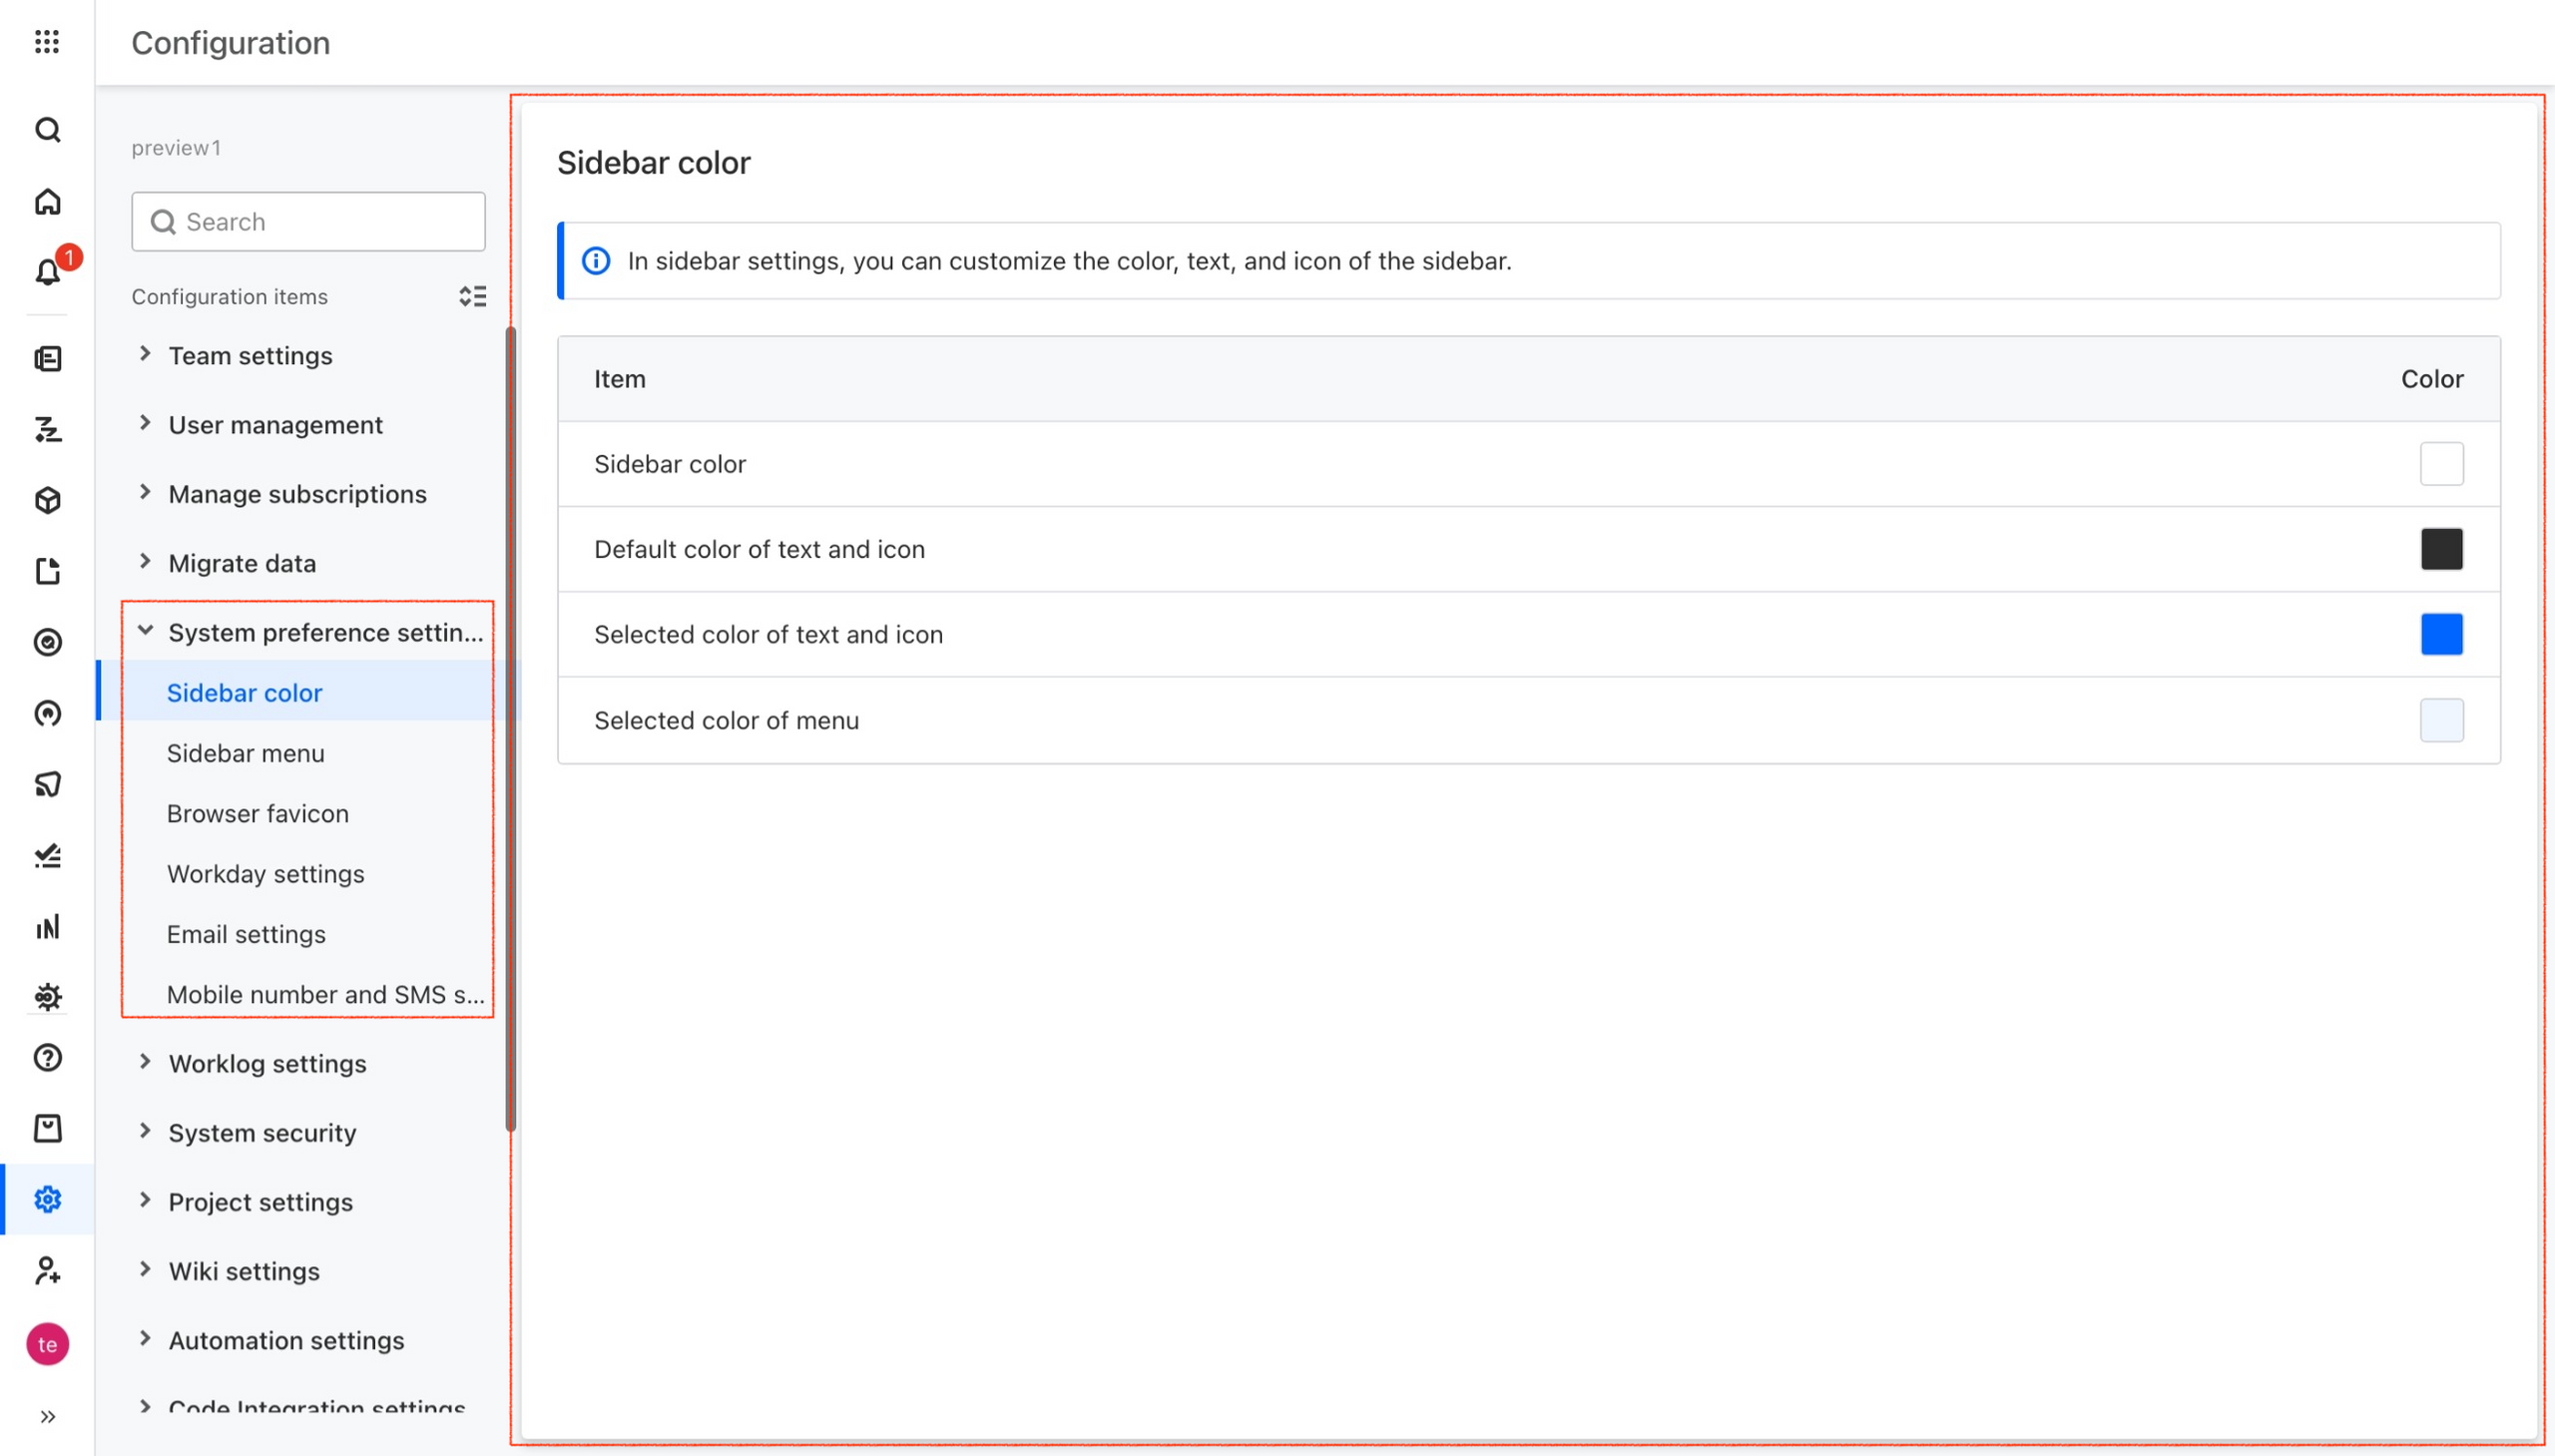 Configuration
preview1
Search
1
Configuration items
Team settings
User management
Manage subscriptions
Migrate data
System preference settin...
Sidebar color
Sidebar menu
Browser favicon
Workday settings
Email settings
Mobile number and SMS s...
Worklog settings
System security
Project settings
Wiki settings
Automation settings
Code Integration settings
te
Sidebar color
In sidebar settings, you can customize the color, text, and icon of the sidebar.
Item Color
Sidebar color
Default color of text and icon
Selected color of text and icon
Selected color of menu